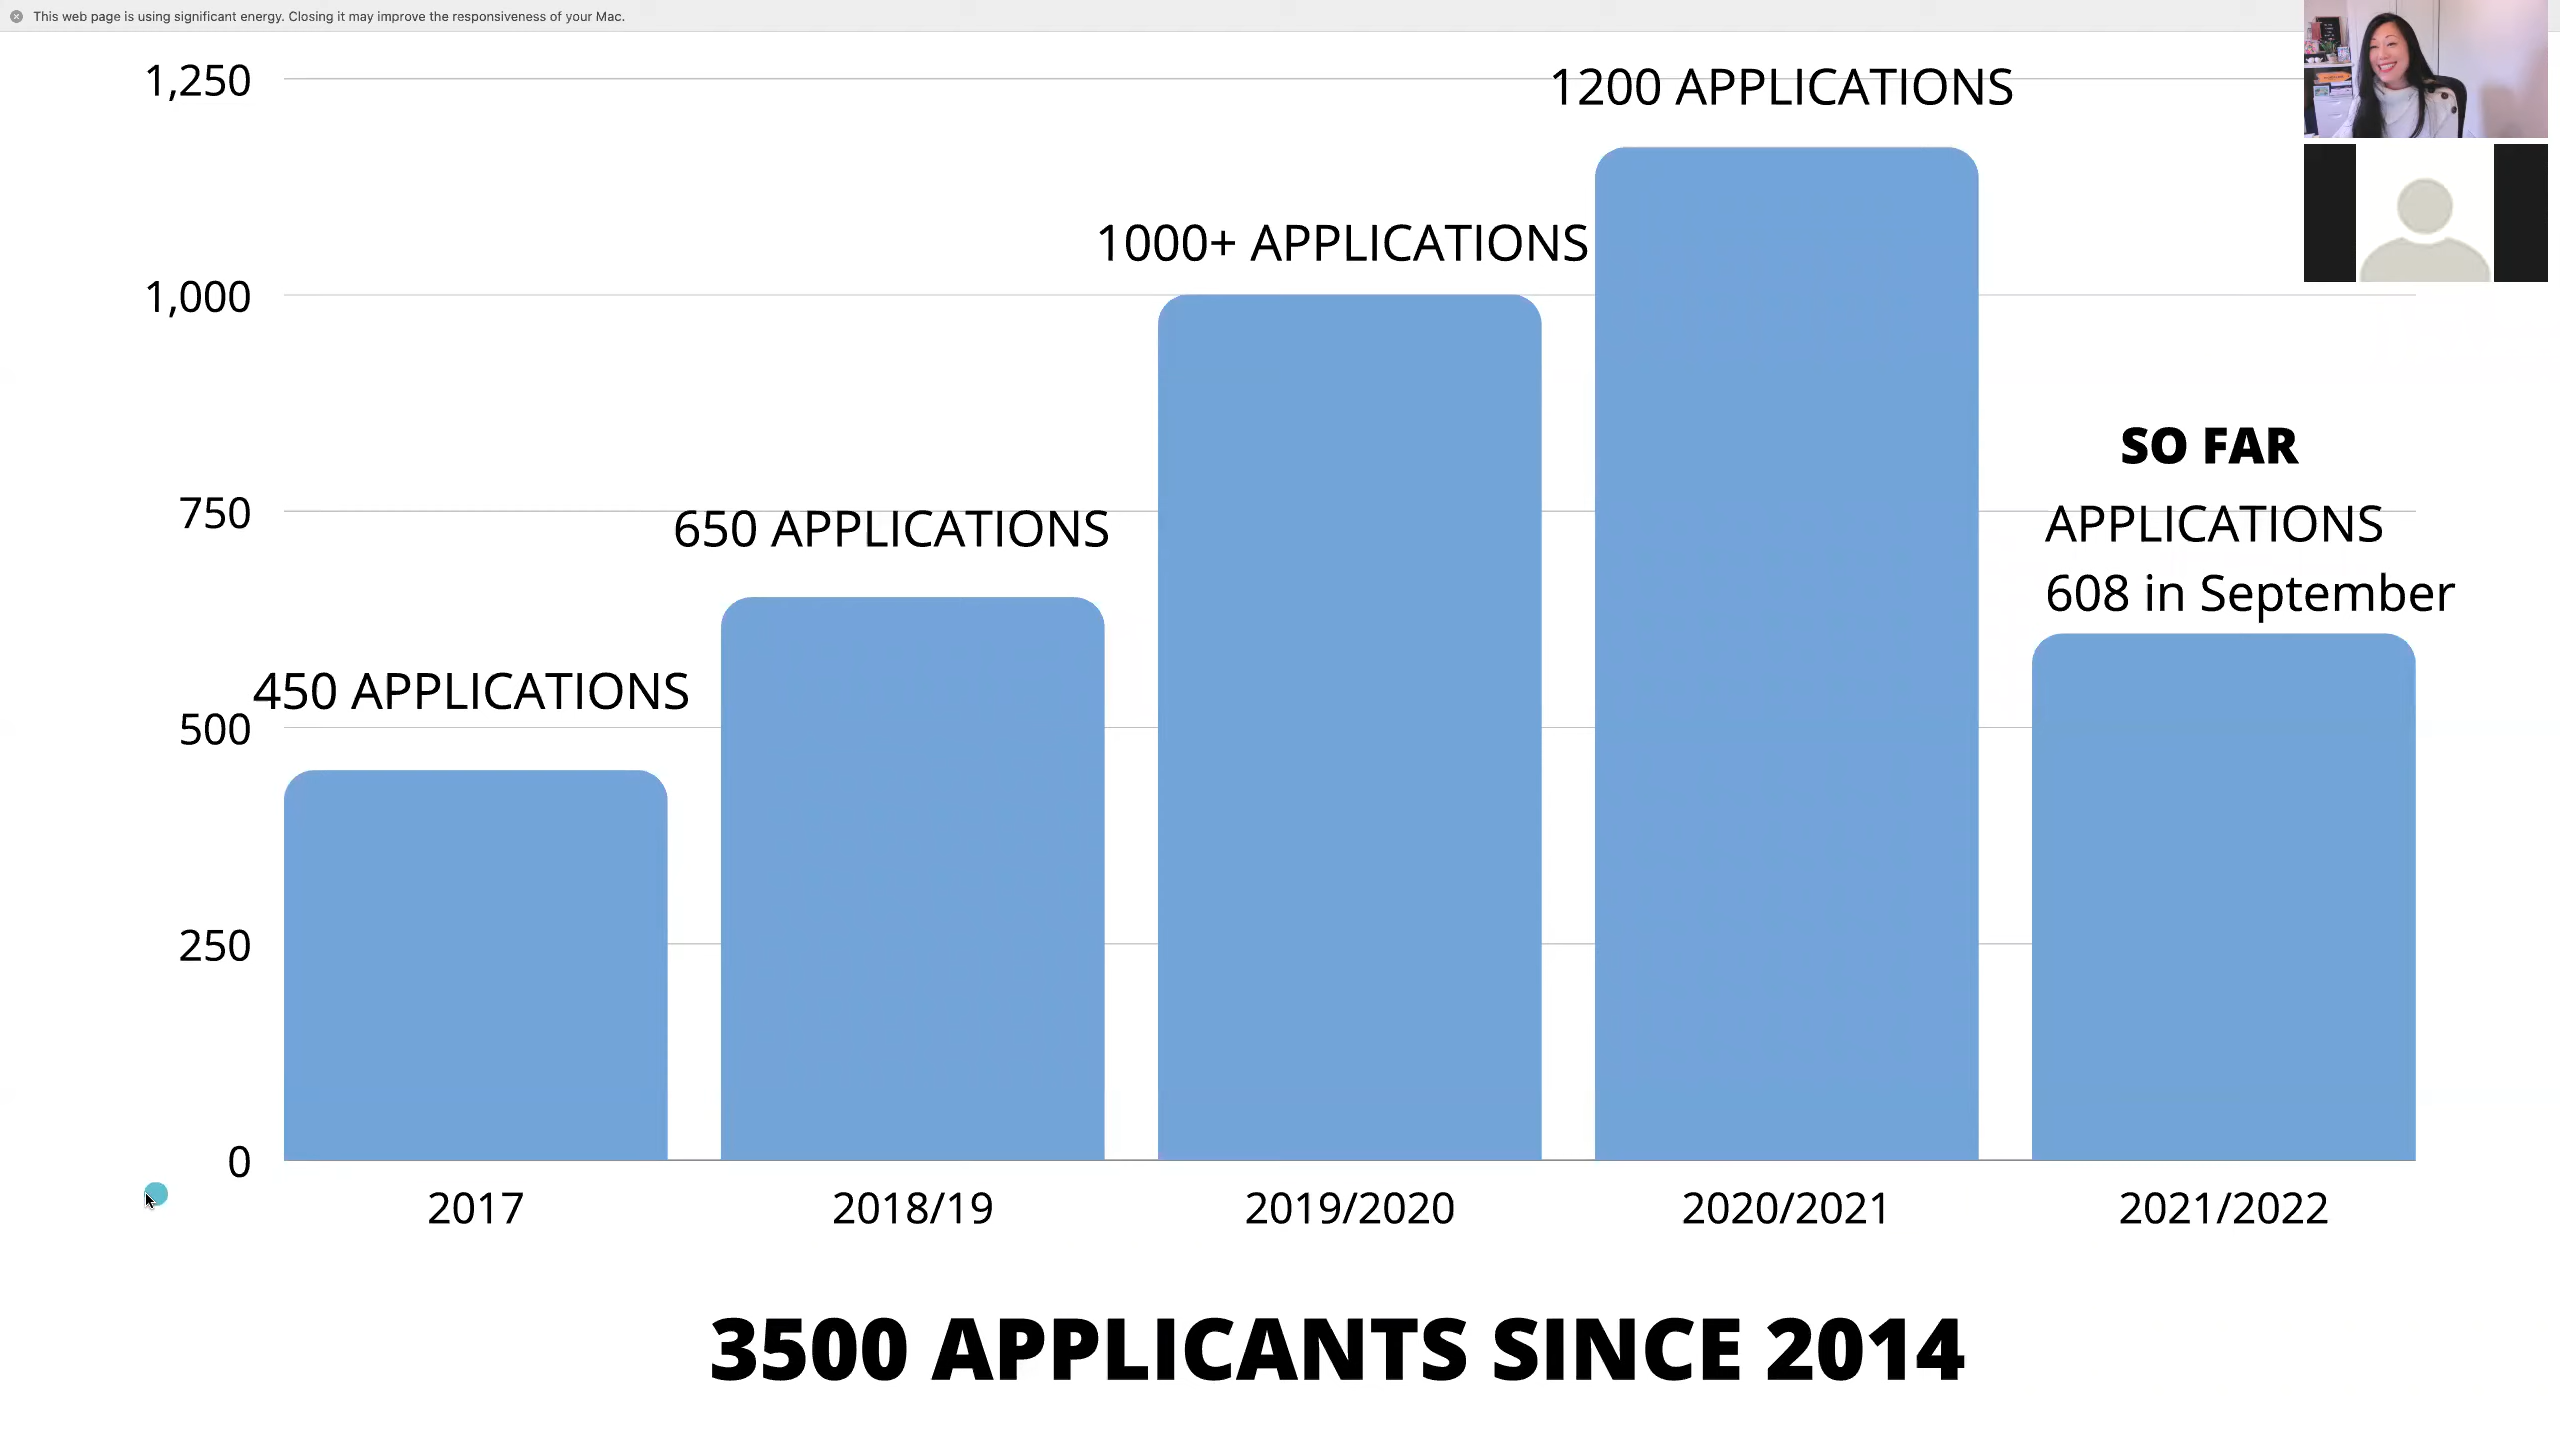 This web page is using significant energy. Closing it may improve the responsiveness of your Mac.
1,250
1200 APPLICATIONS
1000+ APPLICATIONS
1,000
SO FAR
750
650 APPLICATIONS
APPLICATIONS
608 in September
450 APPLICATIONS
500
250
0
2017 2018/19 2019/2020 2020/2021 2021/2022
3500 APPLICANTS SINCE 2014